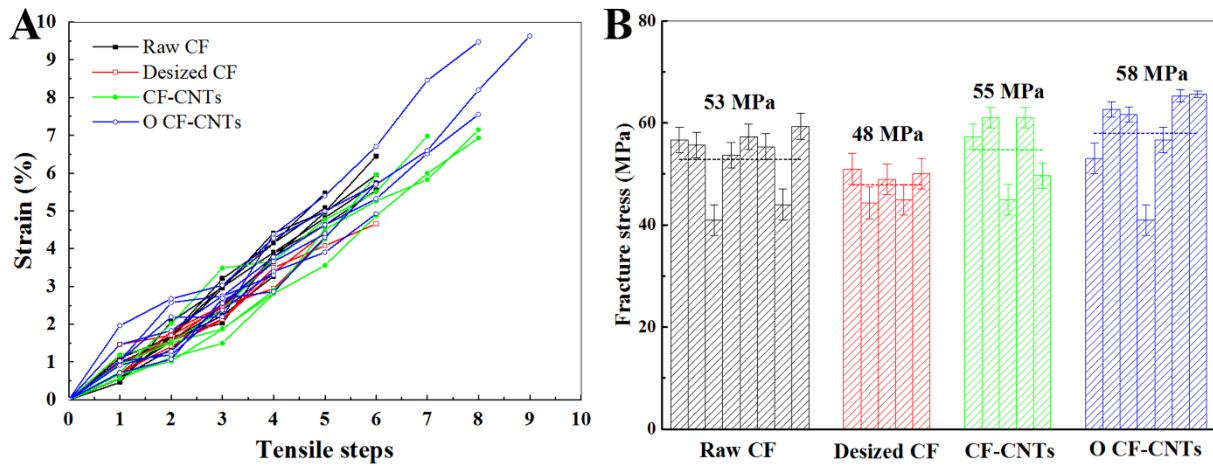 A
Strain (%)
10
9
8
7
6
5
4
3
2
1
0
Raw CF
Desized CF
CF-CNTs
O CF-CNTs
0 1 2 3 4 5 6 7 8 9 10
Tensile steps
B
Fracture stress (MPa)
80
60
40
20
0
53 MPa
48 MPa
55 MPa
58 MPa
Raw CF Desized CF CF-CNTs O CF-CNTs